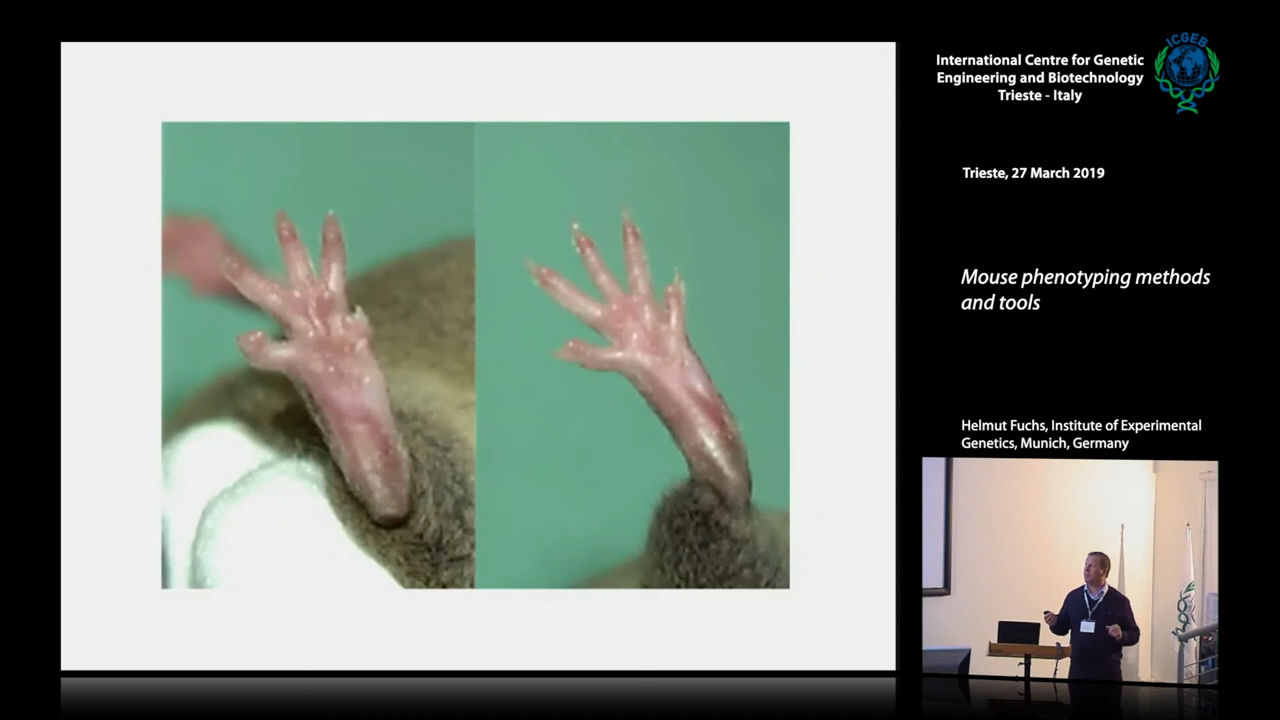 ICGEB
International Centre for Genetic
Engineering and Biotechnology
Trieste - Italy
Trieste, 27 March 2019
Mouse phenotyping methods
and tools
Helmut Fuchs, Institute of Experimental
Genetics, Munich, Germany